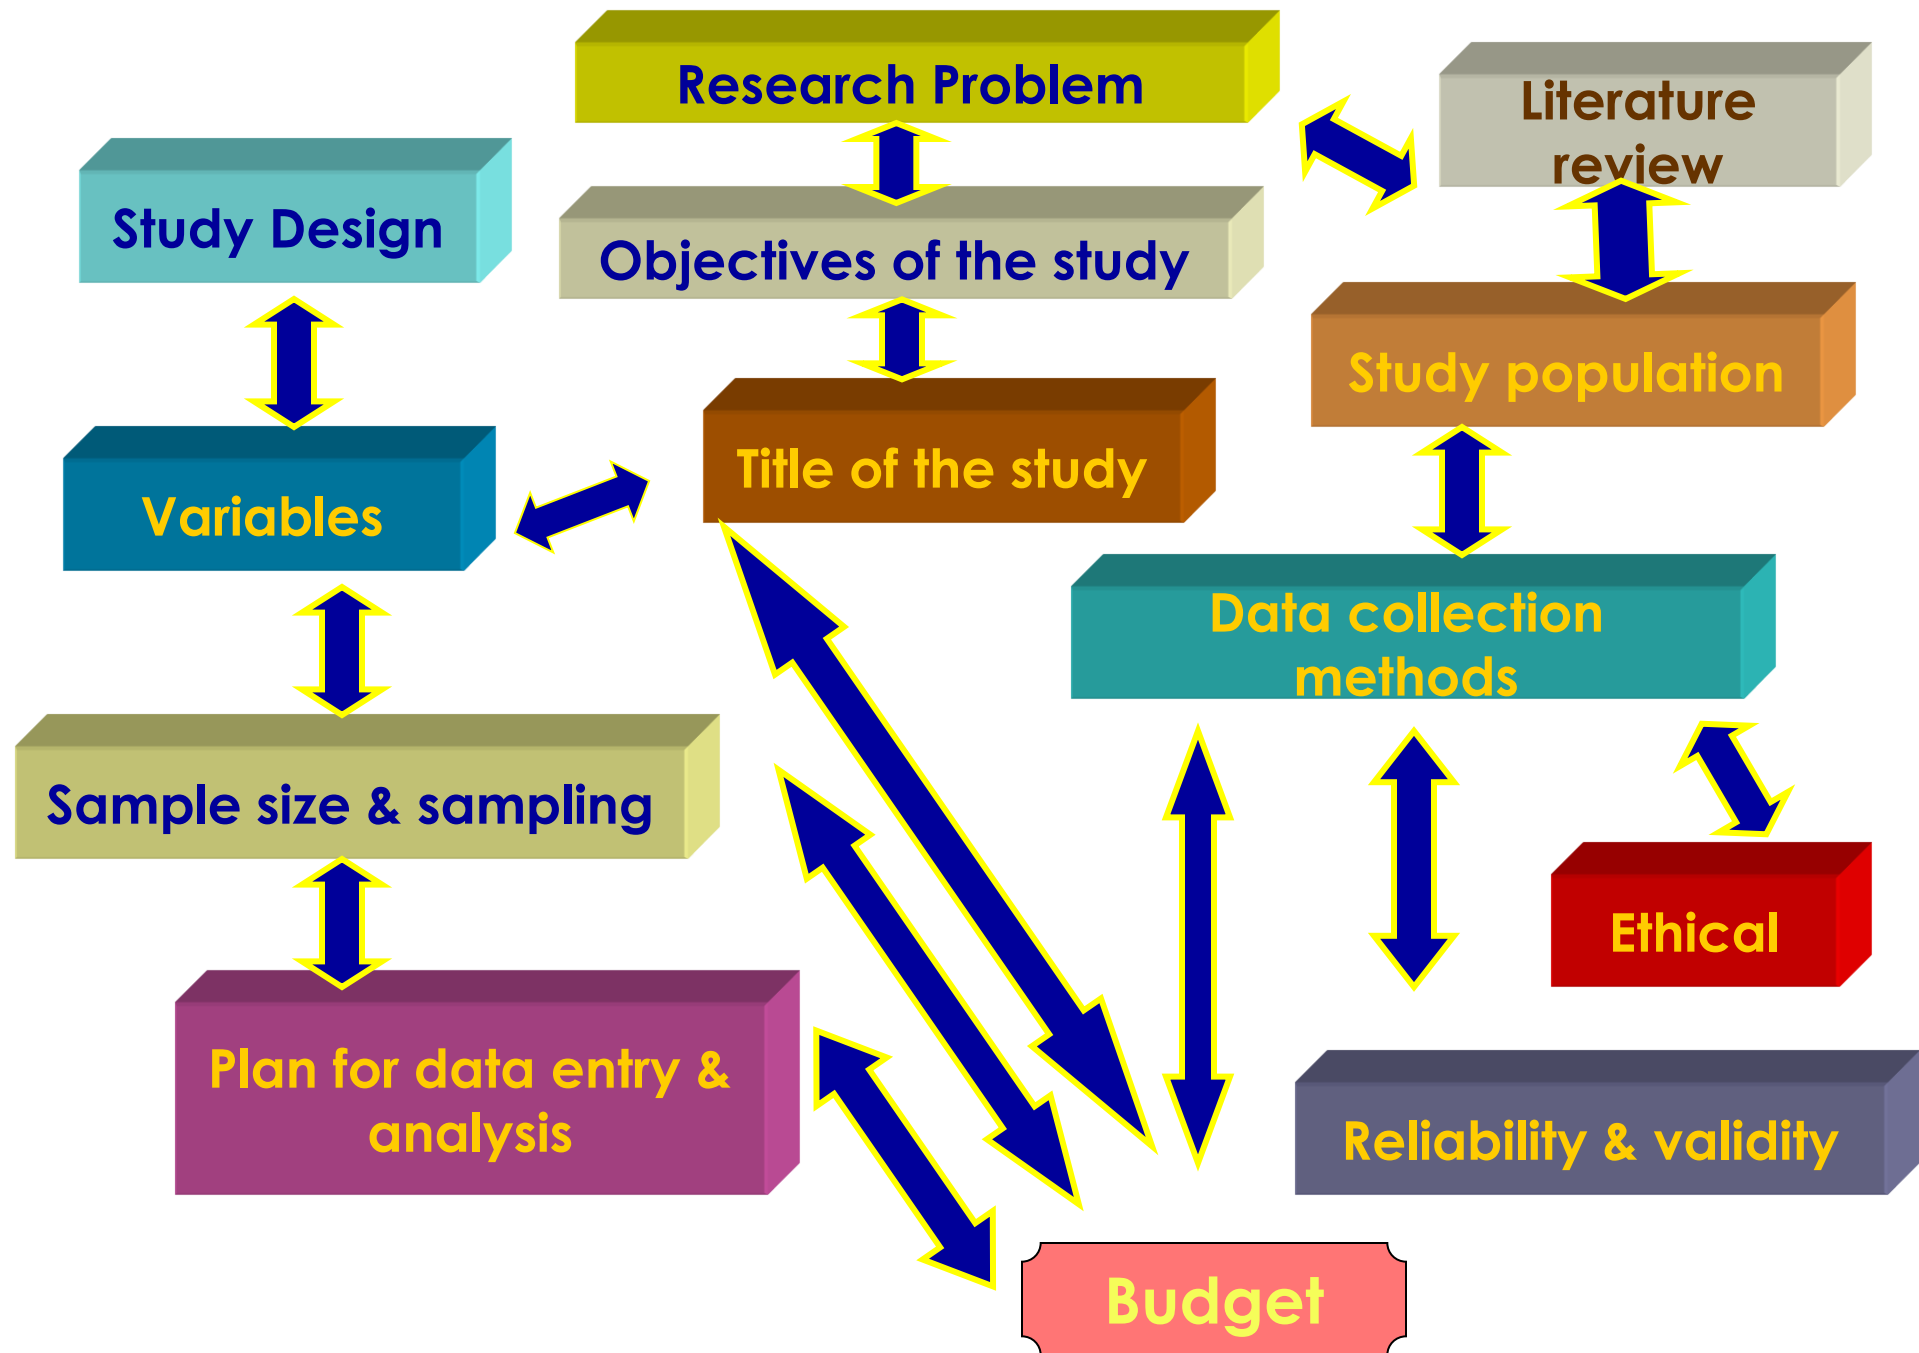 Research Problem
Literature
review
Study Design
Objectives of the study
Study population
Title of the study
Variables
Data collection
methods
Sample size & sampling
Ethical
Plan for data entry &
analysis
Reliability & validity
Budget